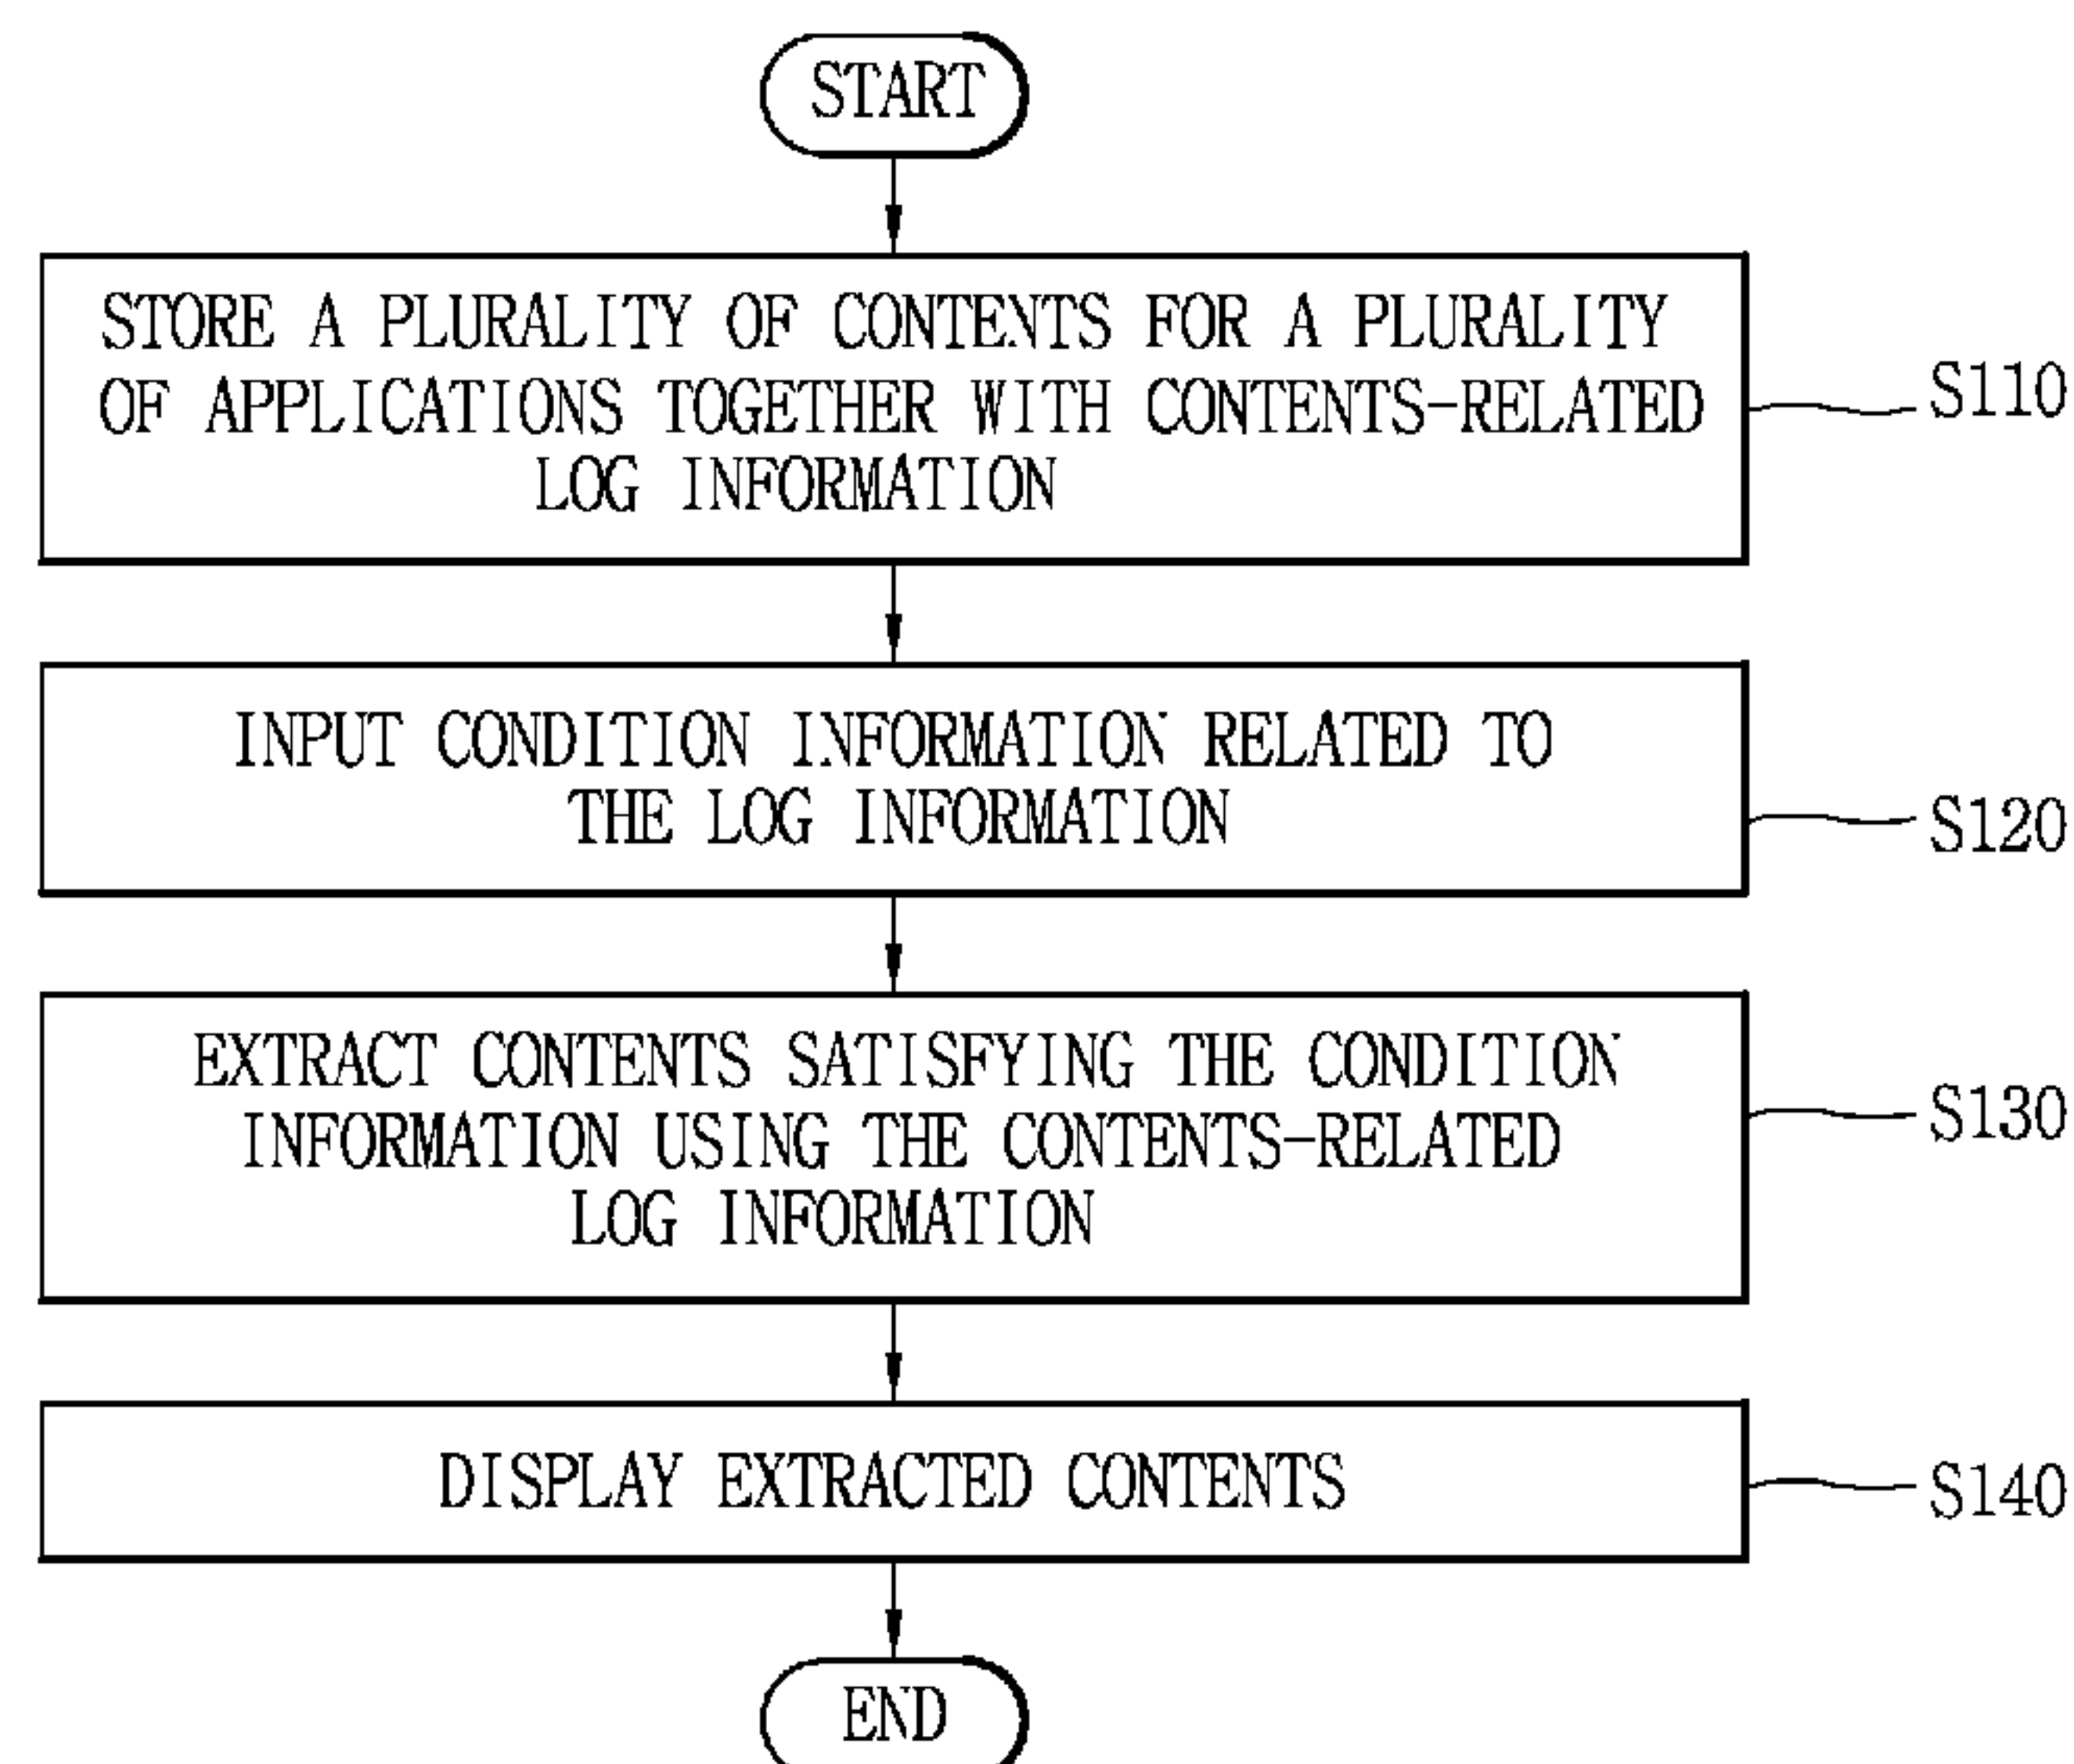 START
STORE A PLURALITY OF CONTENTS FOR A PLURALITY
OF APPLICATIONS TOGETHER WITH CONTENTS-RELATED
LOG INFORMATION
S110
INPUT CONDITION INFORMATION RELATED TO
THE LOG INFORMATION
S120
EXTRACT CONTENTS SATISFYING THE CONDITION
INFORMATION USING THE CONTENTS-RELATED
LOG INFORMATION
S130
DISPLAY EXTRACTED CONTENTS
S140
END